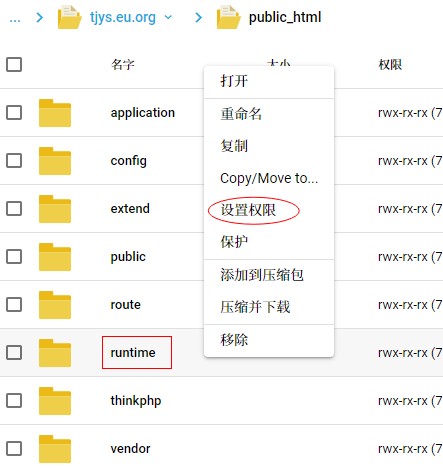 ... > tjys.eu.org > public_html
名字 大小 权限
打开
application rwx-rx-rx (7
重命名
复制
config rwx-rx-rx (7
Copy/Move to...
extend 设置权限 rwx-rx-rx (7
保护
public rwx-rx-rx (7
添加到压缩包
route 压缩并下载 rwx-rx-rx (7
移除
runtime rwx-rx-rx (7
thinkphp rwx-rx-rx (7
vendor rwx-rx-rx (7